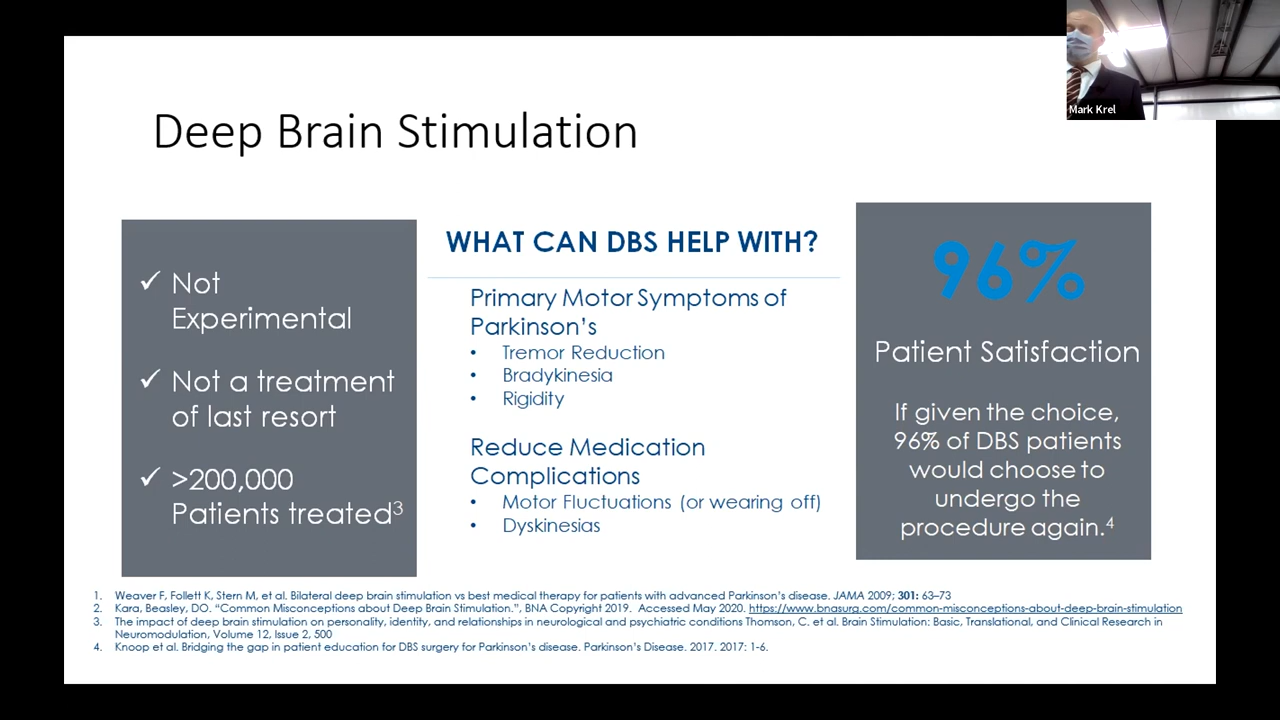 Mark Krel
Deep Brain Stimulation
✓ Not
Experimental
✓ Not a treatment
of last resort
✓ >200,000
Patients treated3
WHAT CAN DBS HELP WITH?
Primary Motor Symptoms of
Parkinson's
• Tremor Reduction
• Bradykinesia
• Rigidity
Reduce Medication
Complications
• Motor Fluctuations (or wearing off)
• Dyskinesias
96%
Patient Satisfaction
If given the choice,
96% of DBS patients
would choose to
undergo the
procedure again.4
1. Weaver F, Follett K, Stern M, et al. Bilateral deep brain stimulation vs best medical therapy for patients with advanced Parkinson's disease. JAMA 2009; 301: 63–73
2. Kara, Beasley, DO. "Common Misconceptions about Deep Brain Stimulation.", BNA Copyright 2019. Accessed May 2020. https://www.bnasurg.com/common-misconceptions-about-deep-brain-stimulation
3. The impact of deep brain stimulation on personality, identity, and relationships in neurological and psychiatric conditions Thomson, C. et al. Brain Stimulation: Basic, Translational, and Clinical Research in
Neuromodulation, Volume 12, Issue 2, 500
4. Knoop et al. Bridging the gap in patient education for DBS surgery for Parkinson's disease. Parkinson's Disease. 2017. 2017: 1-6.